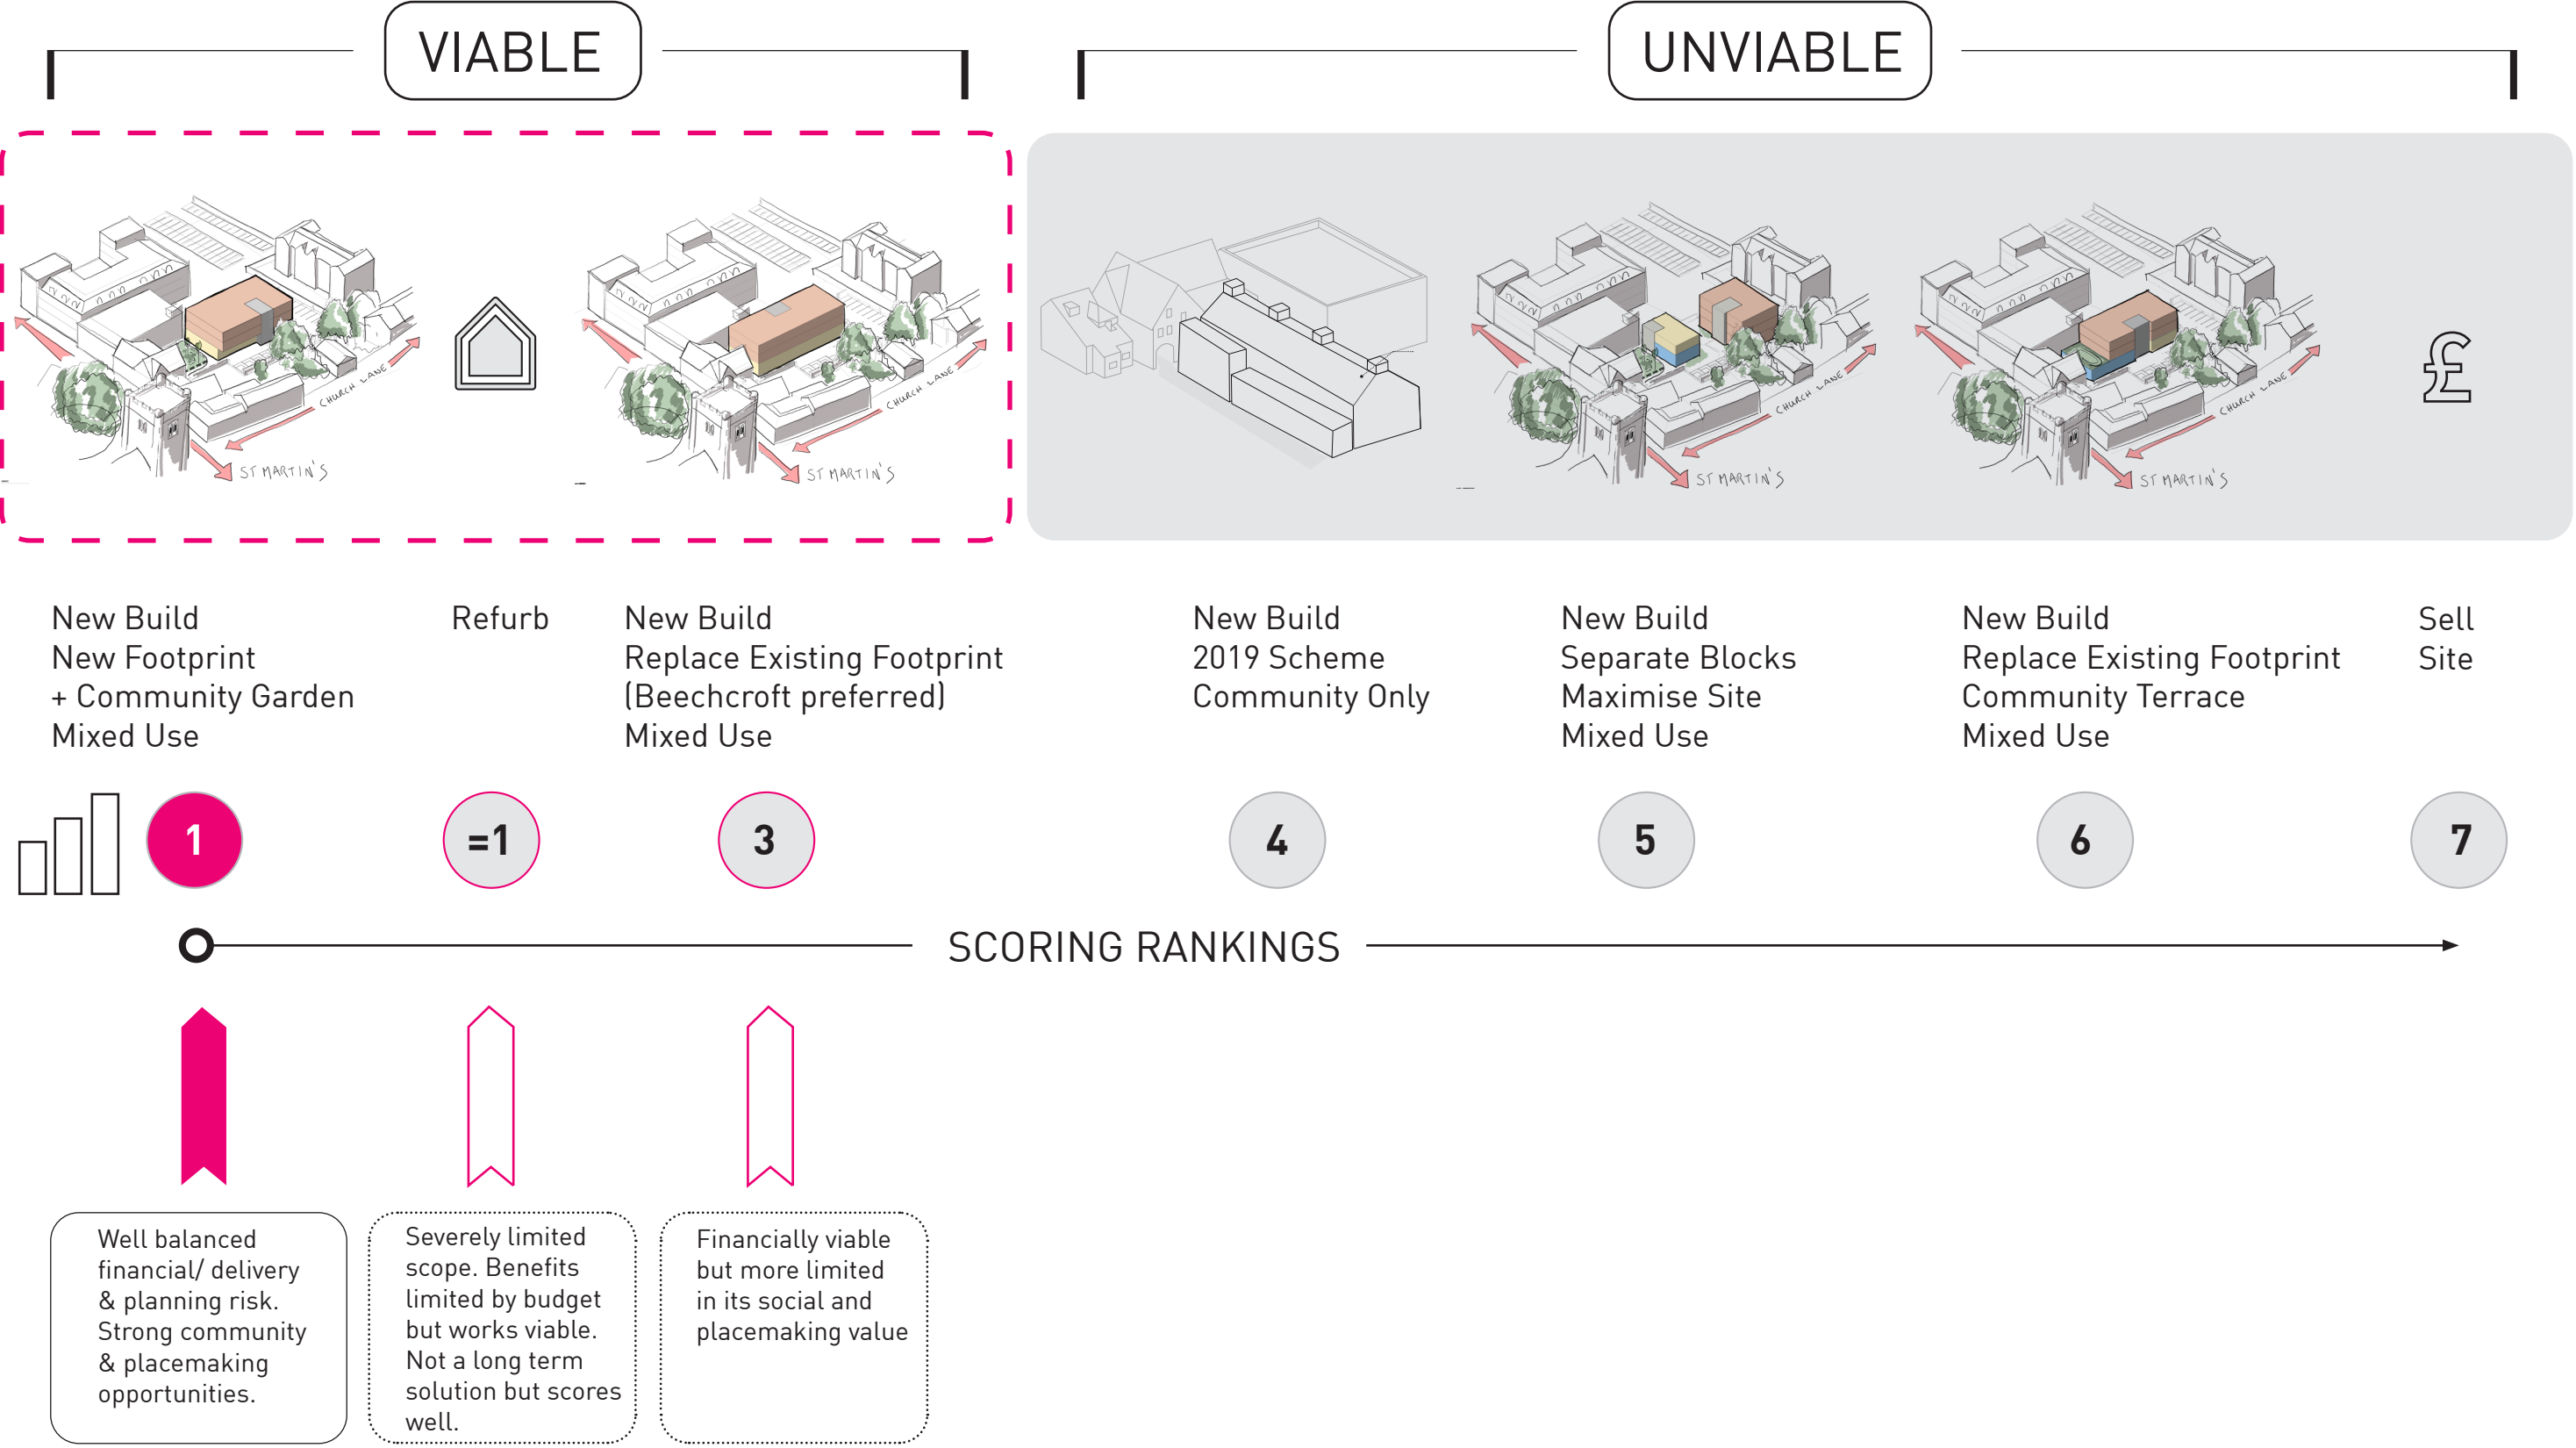 VIABLE
UNVIABLE
CHURCH LANE
ST MARTIN'S
CHURCH LANE
ST MARTIN'S
CHURCH LANE
ST MARTIN'S
CHURCH LANE
ST MARTIN'S
£
New Build
New Footprint
+ Community Garden
Mixed Use
Refurb
New Build
Replace Existing Footprint
(Beechcroft preferred)
Mixed Use
New Build
2019 Scheme
Community Only
New Build
Separate Blocks
Maximise Site
Mixed Use
New Build
Replace Existing Footprint
Community Terrace
Mixed Use
Sell
Site
1
=1
3
4
5
6
7
SCORING RANKINGS
Well balanced
financial/ delivery
& planning risk.
Strong community
& placemaking
opportunities.
Severely limited
scope. Benefits
limited by budget
but works viable.
Not a long term
solution but scores
well.
Financially viable
but more limited
in its social and
placemaking value